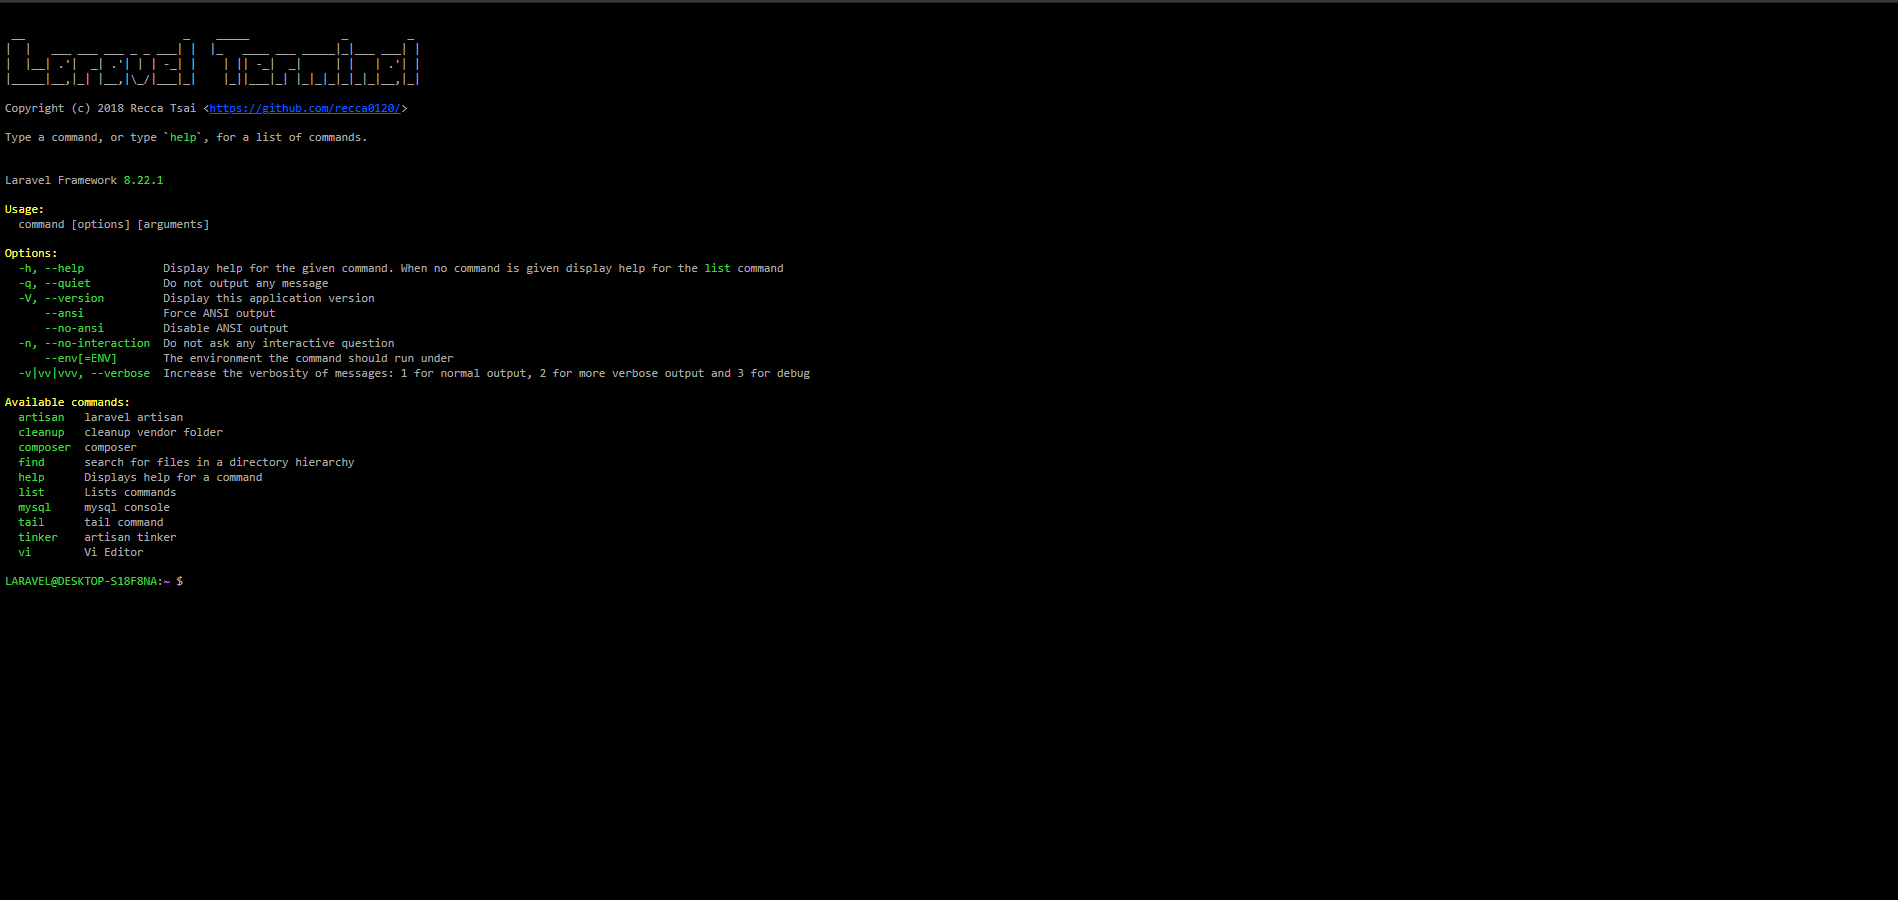 Laravel Terminal
Copyright (c) 2018 Recca Tsai <https://github.com/recca0120/>
Type a command, or type `help`, for a list of commands.
Laravel Framework 8.22.1
Usage:
command [options] [arguments]
Options:
-h, --help Display help for the given command. When no command is given display help for the list command
-q, --quiet Do not output any message
-V, --version Display this application version
--ansi Force ANSI output
--no-ansi Disable ANSI output
-n, --no-interaction Do not ask any interactive question
--env[=ENV] The environment the command should run under
-v|vv|vvv, --verbose Increase the verbosity of messages: 1 for normal output, 2 for more verbose output and 3 for debug
Available commands:
artisan laravel artisan
cleanup cleanup vendor folder
composer composer
find search for files in a directory hierarchy
help Displays help for a command
list Lists commands
mysql mysql console
tail tail command
tinker artisan tinker
vi Vi Editor
LARAVEL@DESKTOP-S18F8NA:~ $